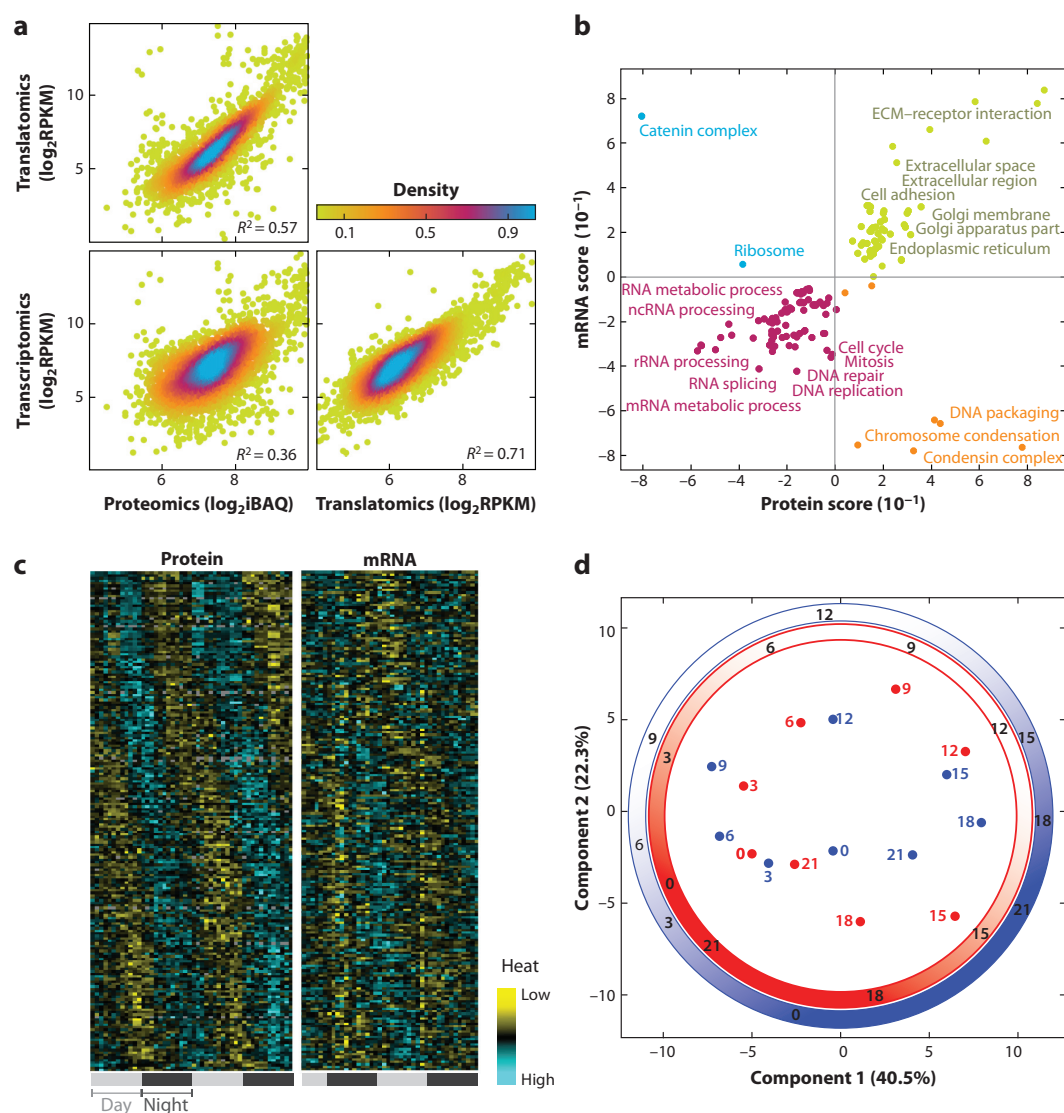 a
Translatomics
(log2RPKM)
10
5
R² = 0.57
6
8
Density
0.1
0.5
0.9
Transcriptomics
(log2RPKM)
10
5
R² = 0.36
R² = 0.71
6
8
6
10
Proteomics (log2iBAQ)
Translatomics (log2RPKM)
b
mRNA score (10⁻¹)
8
6
4
2
0
−2
−4
−6
−8
ECM–receptor interaction
Catenin complex
Extracellular space
Extracellular region
Cell adhesion
Golgi membrane
Golgi apparatus part
Ribosome
Endoplasmic reticulum
RNA metabolic process
ncRNA processing
rRNA processing
Cell cycle
Mitosis
RNA splicing
DNA repair
DNA replication
mRNA metabolic process
DNA packaging
Chromosome condensation
Condensin complex
−8
−6
−4
−2
0
2
4
6
8
Protein score (10⁻¹)
c
Protein
mRNA
Heat
Low
High
Day
Night
d
Component 2 (22.3%)
10
5
0
−5
−10
12
6
9
9
6
12
12
15
9
3
12
15
9
3
18
18
6
6
0
0
21
21
3
21
3
0
18
15
15
21
18
0
−10
−5
0
5
10
Component 1 (40.5%)